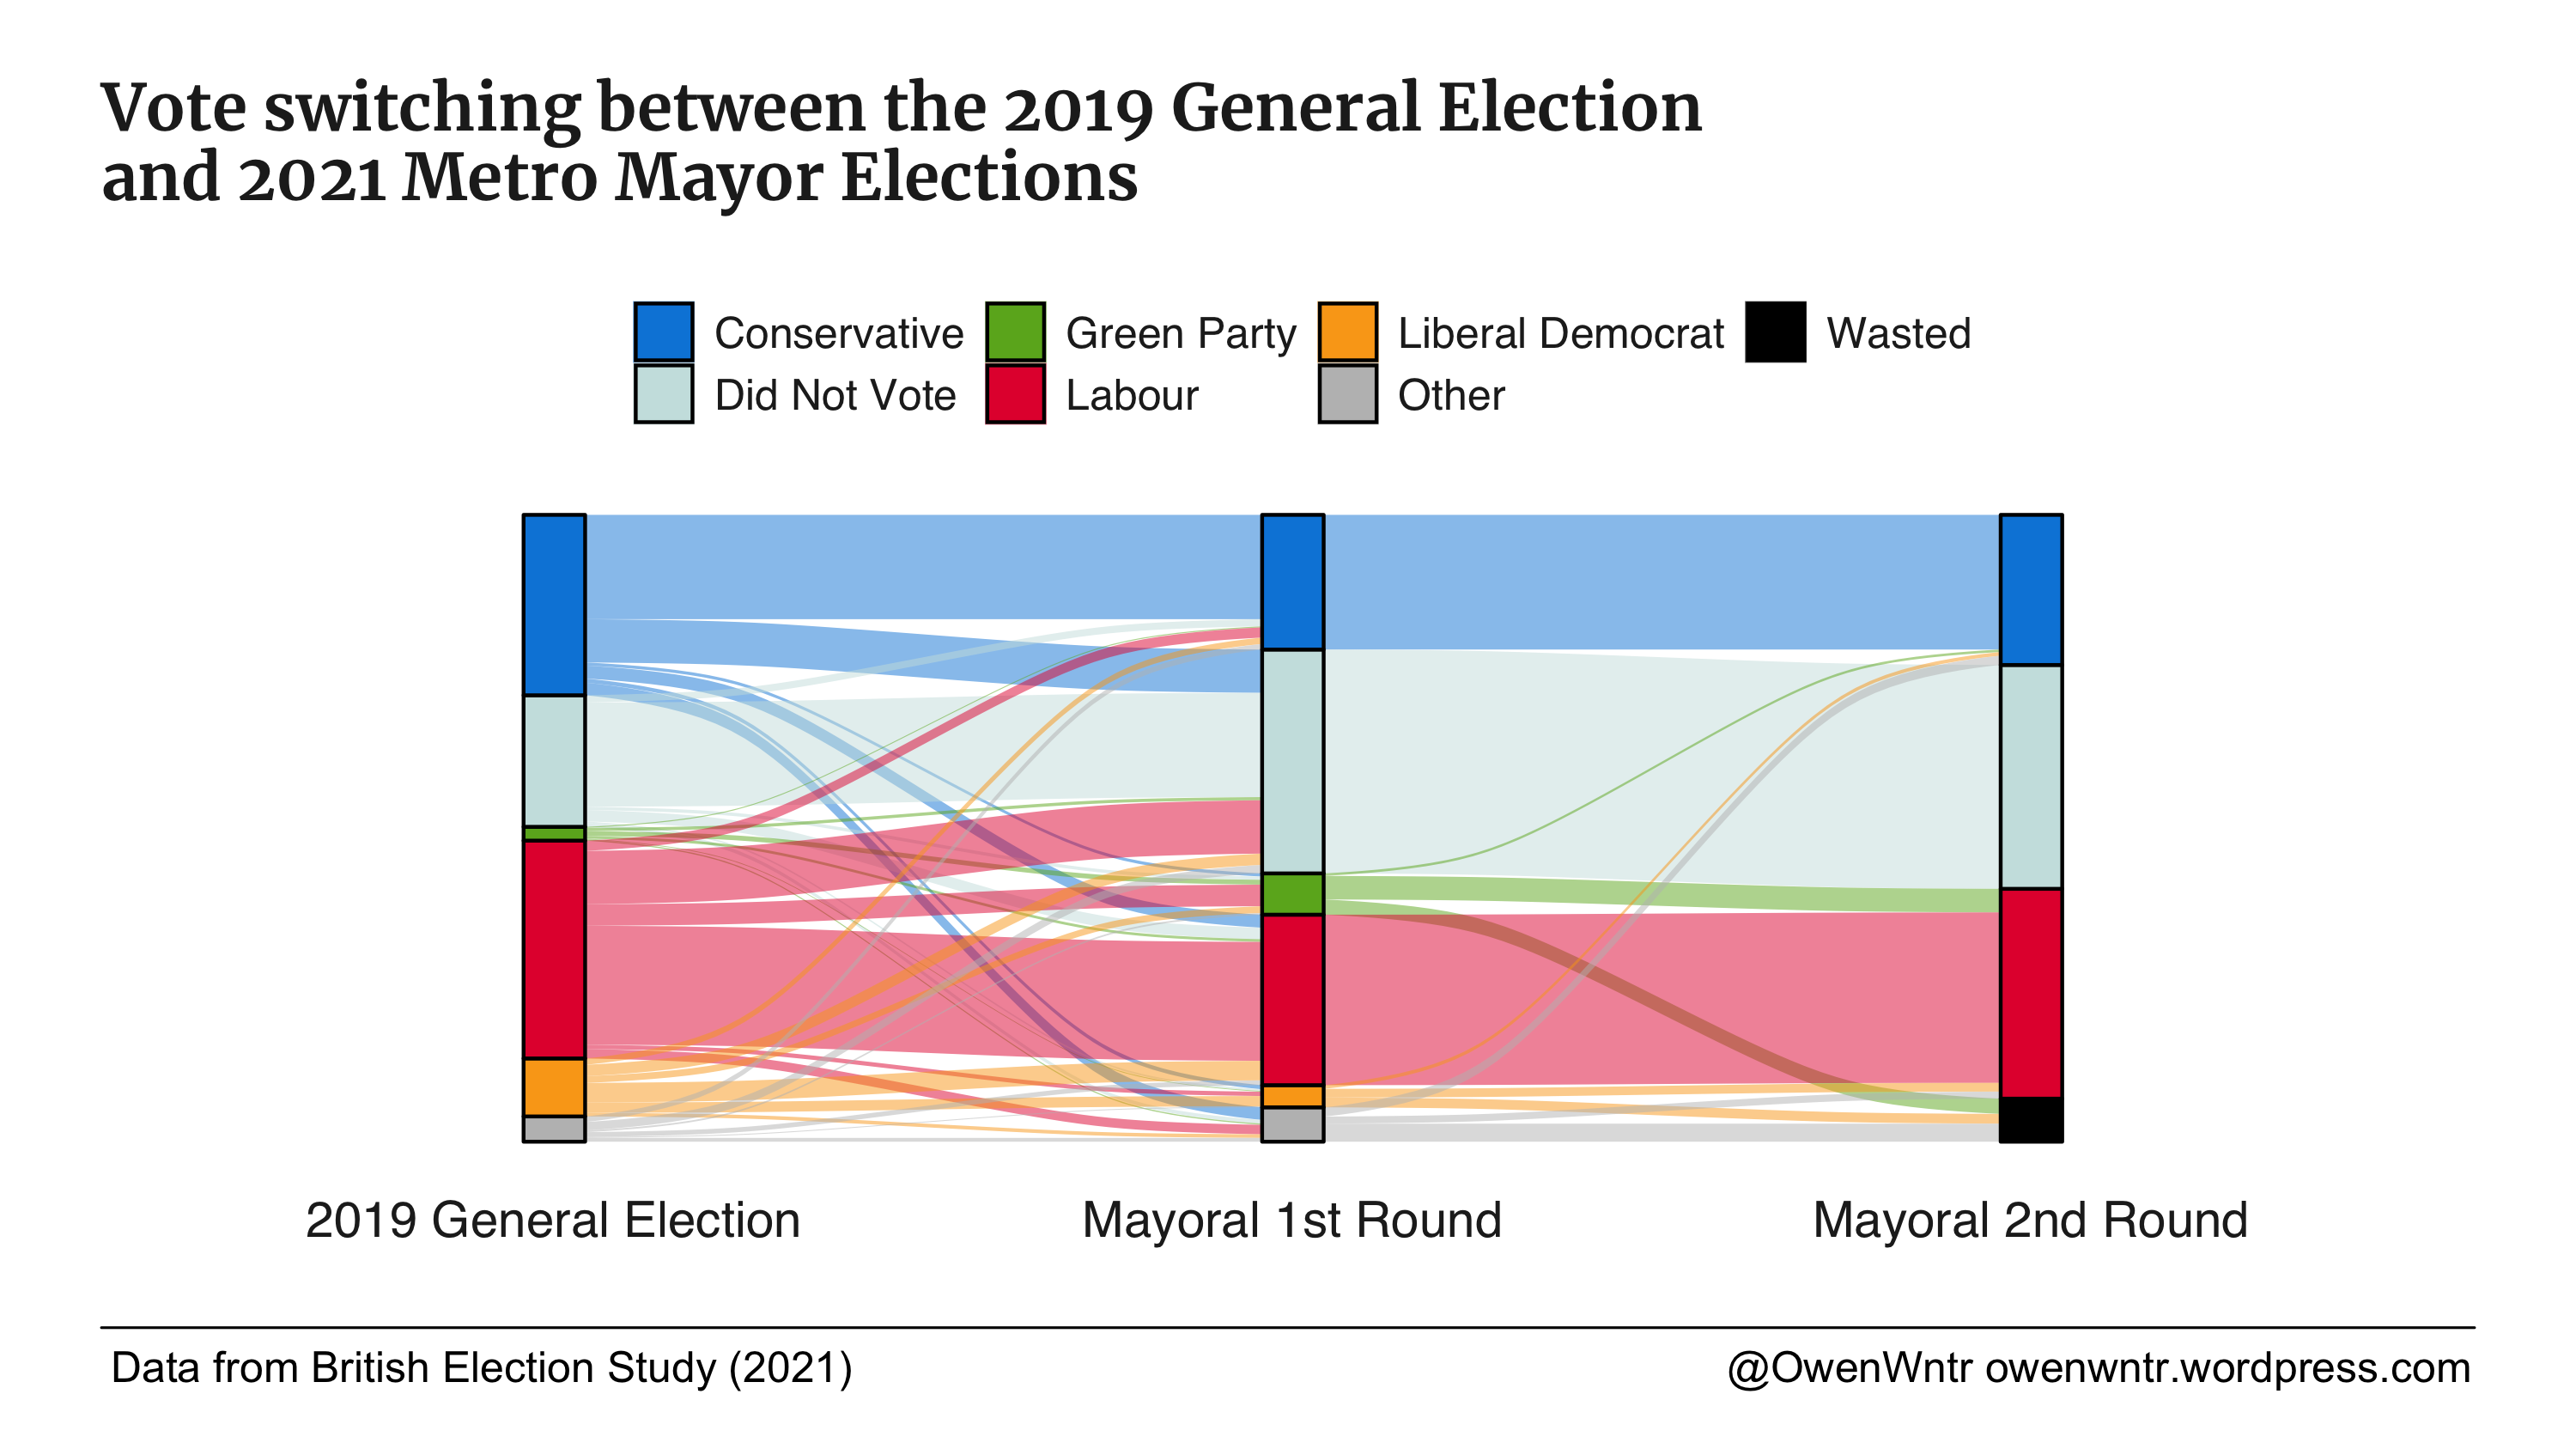 Vote switching between the 2019 General Election
and 2021 Metro Mayor Elections
Conservative Green Party Liberal Democrat Wasted
Did Not Vote Labour Other
2019 General Election Mayoral 1st Round Mayoral 2nd Round
Data from British Election Study (2021) @OwenWntr owenwntr.wordpress.com